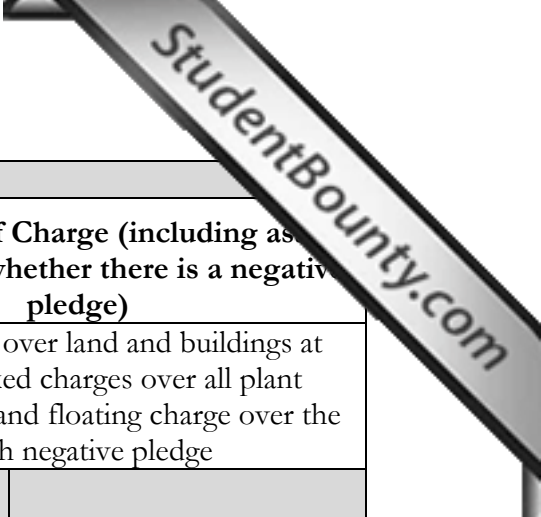 StudentBounty.com
f Charge (including as
whether there is a negativ
pledge)
over land and buildings at
ed charges over all plant
and floating charge over the
h negative pledge